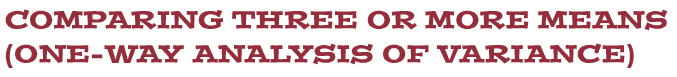 COMPARING THREE OR MORE MEANS
(ONE-WAY ANALYSIS OF VARIANCE)